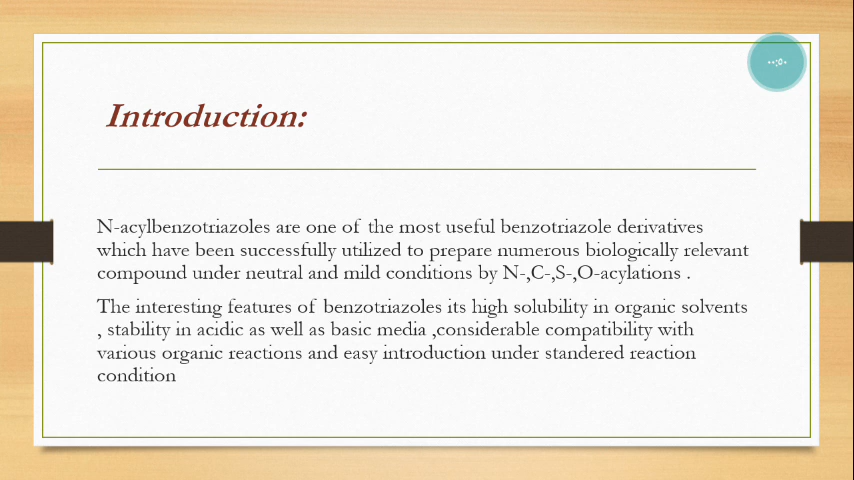 ٠٠:٥٠
Introduction:
N-acylbenzotriazoles are one of the most useful benzotriazole derivatives
which have been successfully utilized to prepare numerous biologically relevant
compound under neutral and mild conditions by N-,C-,S-,O-acylations .
The interesting features of benzotriazoles its high solubility in organic solvents
, stability in acidic as well as basic media ,considerable compatibility with
various organic reactions and easy introduction under standered reaction
condition